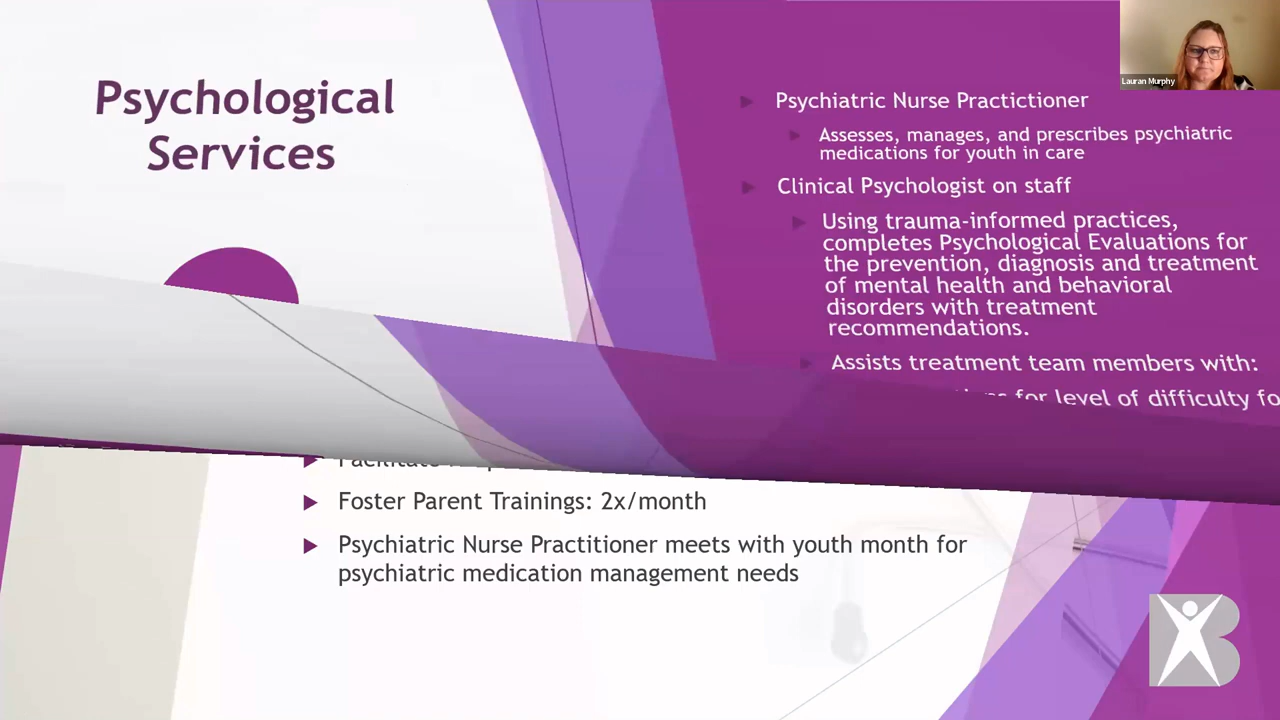 Psychological
Services
Lauran Murphy
Psychiatric Nurse Practictioner
Assesses, manages, and prescribes psychiatric
medications for youth in care
Clinical Psychologist on staff
Using trauma-informed practices,
completes Psychological Evaluations for
the prevention, diagnosis and treatment
of mental health and behavioral
disorders with treatment
recommendations.
Assists treatment team members with:
for level of difficulty fo
Foster Parent Trainings: 2x/month
Psychiatric Nurse Practitioner meets with youth month for
psychiatric medication management needs
B